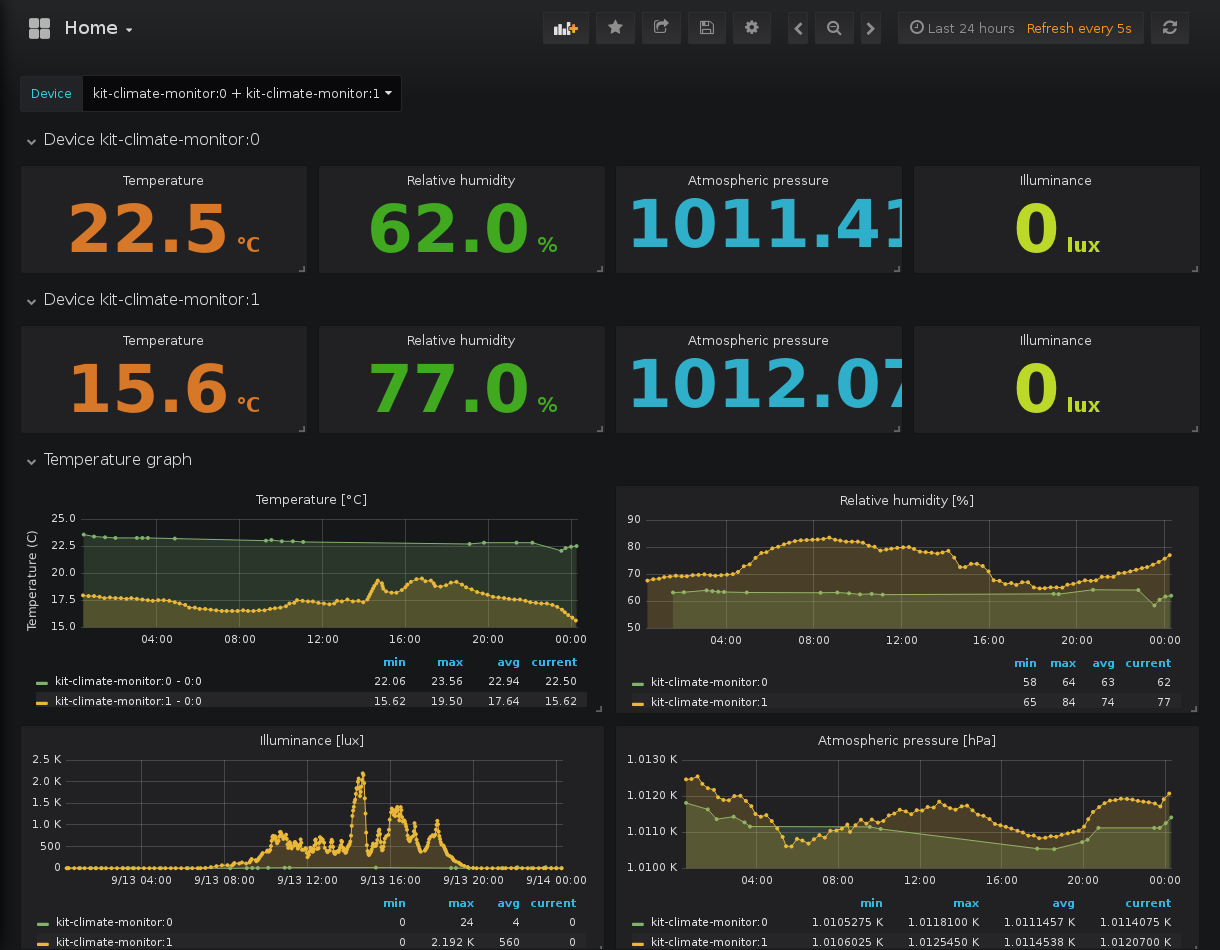 Home
Last 24 hours Refresh every 5s
Device kit-climate-monitor:0 + kit-climate-monitor:1
Device kit-climate-monitor:0
Temperature Relative humidity Atmospheric pressure Illuminance
22.5 °C 62.0 % 1011.41 0 lux
Device kit-climate-monitor:1
Temperature Relative humidity Atmospheric pressure Illuminance
15.6 °C 77.0 % 1012.07 0 lux
Temperature graph
Temperature [°C]
Temperature (C)
25.0
22.5
20.0
17.5
15.0
04:00 08:00 12:00 16:00 20:00 00:00
min max avg current
kit-climate-monitor:0 - 0:0 22.06 23.56 22.94 22.50
kit-climate-monitor:1 - 0:0 15.62 19.50 17.64 15.62
Relative humidity [%]
90
80
70
60
50
04:00 08:00 12:00 16:00 20:00 00:00
min max avg current
kit-climate-monitor:0 58 64 63 62
kit-climate-monitor:1 65 84 74 77
Illuminance [lux]
2.5 K
2.0 K
1.5 K
1.0 K
500
0
9/13 04:00 9/13 08:00 9/13 12:00 9/13 16:00 9/13 20:00 9/14 00:00
min max avg current
kit-climate-monitor:0 0 24 4 0
kit-climate-monitor:1 0 2.192 K 560 0
Atmospheric pressure [hPa]
1.0130 K
1.0120 K
1.0110 K
1.0100 K
04:00 08:00 12:00 16:00 20:00 00:00
min max avg current
kit-climate-monitor:0 1.0105275 K 1.0118100 K 1.0111457 K 1.0114075 K
kit-climate-monitor:1 1.0106025 K 1.0125450 K 1.0114538 K 1.0120700 K